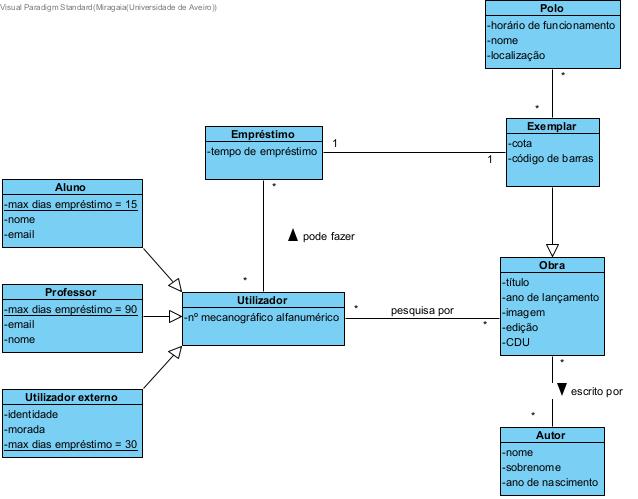 Visual Paradigm Standard(Miragaia(Universidade de Aveiro))
Polo
-horário de funcionamento
-nome
-localização
*
*
Empréstimo
-tempo de empréstimo
1
1
Exemplar
-cota
-código de barras
Aluno
-max dias empréstimo = 15
-nome
-email
*
pode fazer
*
Professor
-max dias empréstimo = 90
-email
-nome
Utilizador
-nº mecanográfico alfanumérico
*
pesquisa por
*
Obra
-título
-ano de lançamento
-imagem
-edição
-CDU
*
escrito por
*
Utilizador externo
-identidade
-morada
-max dias empréstimo = 30
Autor
-nome
-sobrenome
-ano de nascimento